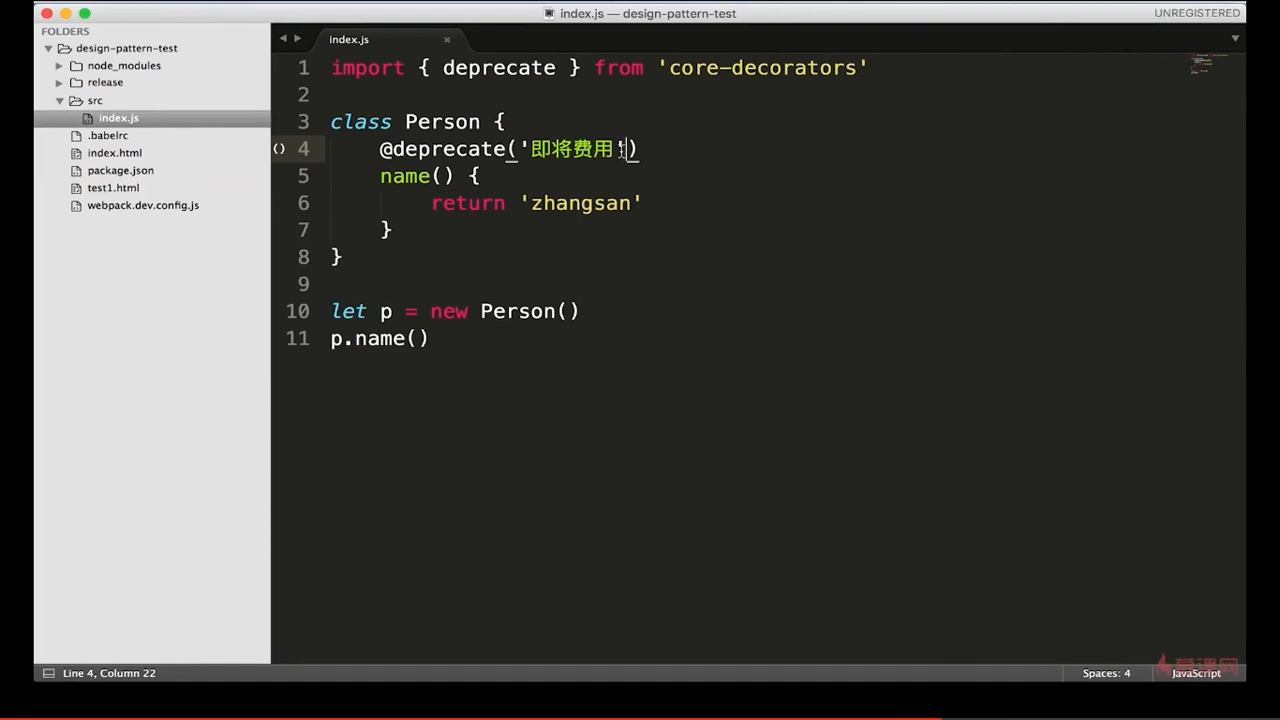 index.js — design-pattern-test
UNREGISTERED
FOLDERS
design-pattern-test
node_modules
release
src
index.js
.babelrc
index.html
package.json
test1.html
webpack.dev.config.js
index.js ×
1 import { deprecate } from 'core-decorators'
2
3 class Person {
() 4 @deprecate('即将费用')
5 name() {
6 return 'zhangsan'
7 }
8 }
9
10 let p = new Person()
11 p.name()
Line 4, Column 22
Spaces: 4
JavaScript
慕课网